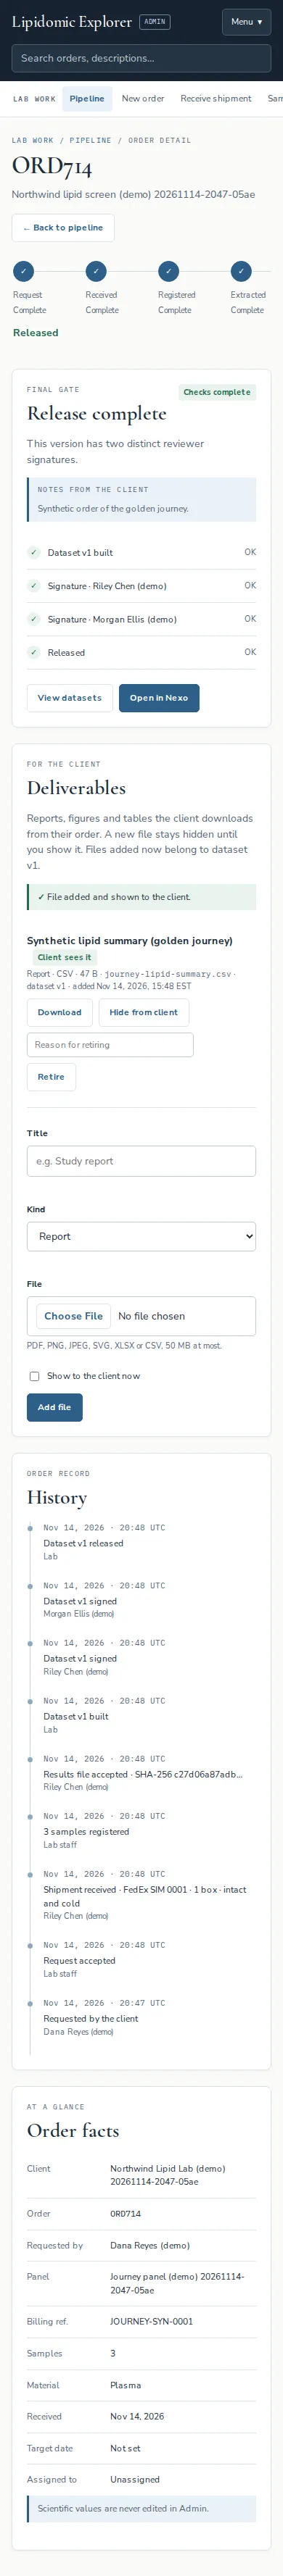 Lipidomic Explorer ADMIN Menu ▾
Search orders, descriptions...
LAB WORK Pipeline New order Receive shipment Sam
LAB WORK / PIPELINE / ORDER DETAIL
ORD714
Northwind lipid screen (demo) 20261114-2047-05ae
← Back to pipeline
✓ ✓ ✓ ✓
Request Received Registered Extracted
Complete Complete Complete Complete
Released
FINAL GATE
Checks complete
Release complete
This version has two distinct reviewer
signatures.
NOTES FROM THE CLIENT
Synthetic order of the golden journey.
✓ Dataset v1 built OK
✓ Signature · Riley Chen (demo) OK
✓ Signature · Morgan Ellis (demo) OK
✓ Released OK
View datasets Open in Nexo
FOR THE CLIENT
Deliverables
Reports, figures and tables the client downloads
from their order. A new file stays hidden until
you show it. Files added now belong to dataset
v1.
✓ File added and shown to the client.
Synthetic lipid summary (golden journey)
Client sees it
Report · CSV · 47 B · journey-lipid-summary.csv ·
dataset v1 · added Nov 14, 2026, 15:48 EST
Download Hide from client
Reason for retiring
Retire
Title
e.g. Study report
Kind
Report
File
Choose File No file chosen
PDF, PNG, JPEG, SVG, XLSX or CSV, 50 MB at most.
Show to the client now
Add file
ORDER RECORD
History
Nov 14, 2026 · 20:48 UTC
Dataset v1 released
Lab
Nov 14, 2026 · 20:48 UTC
Dataset v1 signed
Morgan Ellis (demo)
Nov 14, 2026 · 20:48 UTC
Dataset v1 signed
Riley Chen (demo)
Nov 14, 2026 · 20:48 UTC
Dataset v1 built
Lab
Nov 14, 2026 · 20:48 UTC
Results file accepted · SHA-256 c27d06a87adb…
Riley Chen (demo)
Nov 14, 2026 · 20:48 UTC
3 samples registered
Lab staff
Nov 14, 2026 · 20:48 UTC
Shipment received · FedEx SIM 0001 · 1 box · intact
and cold
Riley Chen (demo)
Nov 14, 2026 · 20:48 UTC
Request accepted
Lab staff
Nov 14, 2026 · 20:47 UTC
Requested by the client
Dana Reyes (demo)
AT A GLANCE
Order facts
Client Northwind Lipid Lab (demo)
20261114-2047-05ae
Order ORD714
Requested by Dana Reyes (demo)
Panel Journey panel (demo) 20261114-
2047-05ae
Billing ref. JOURNEY-SYN-0001
Samples 3
Material Plasma
Received Nov 14, 2026
Target date Not set
Assigned to Unassigned
Scientific values are never edited in Admin.